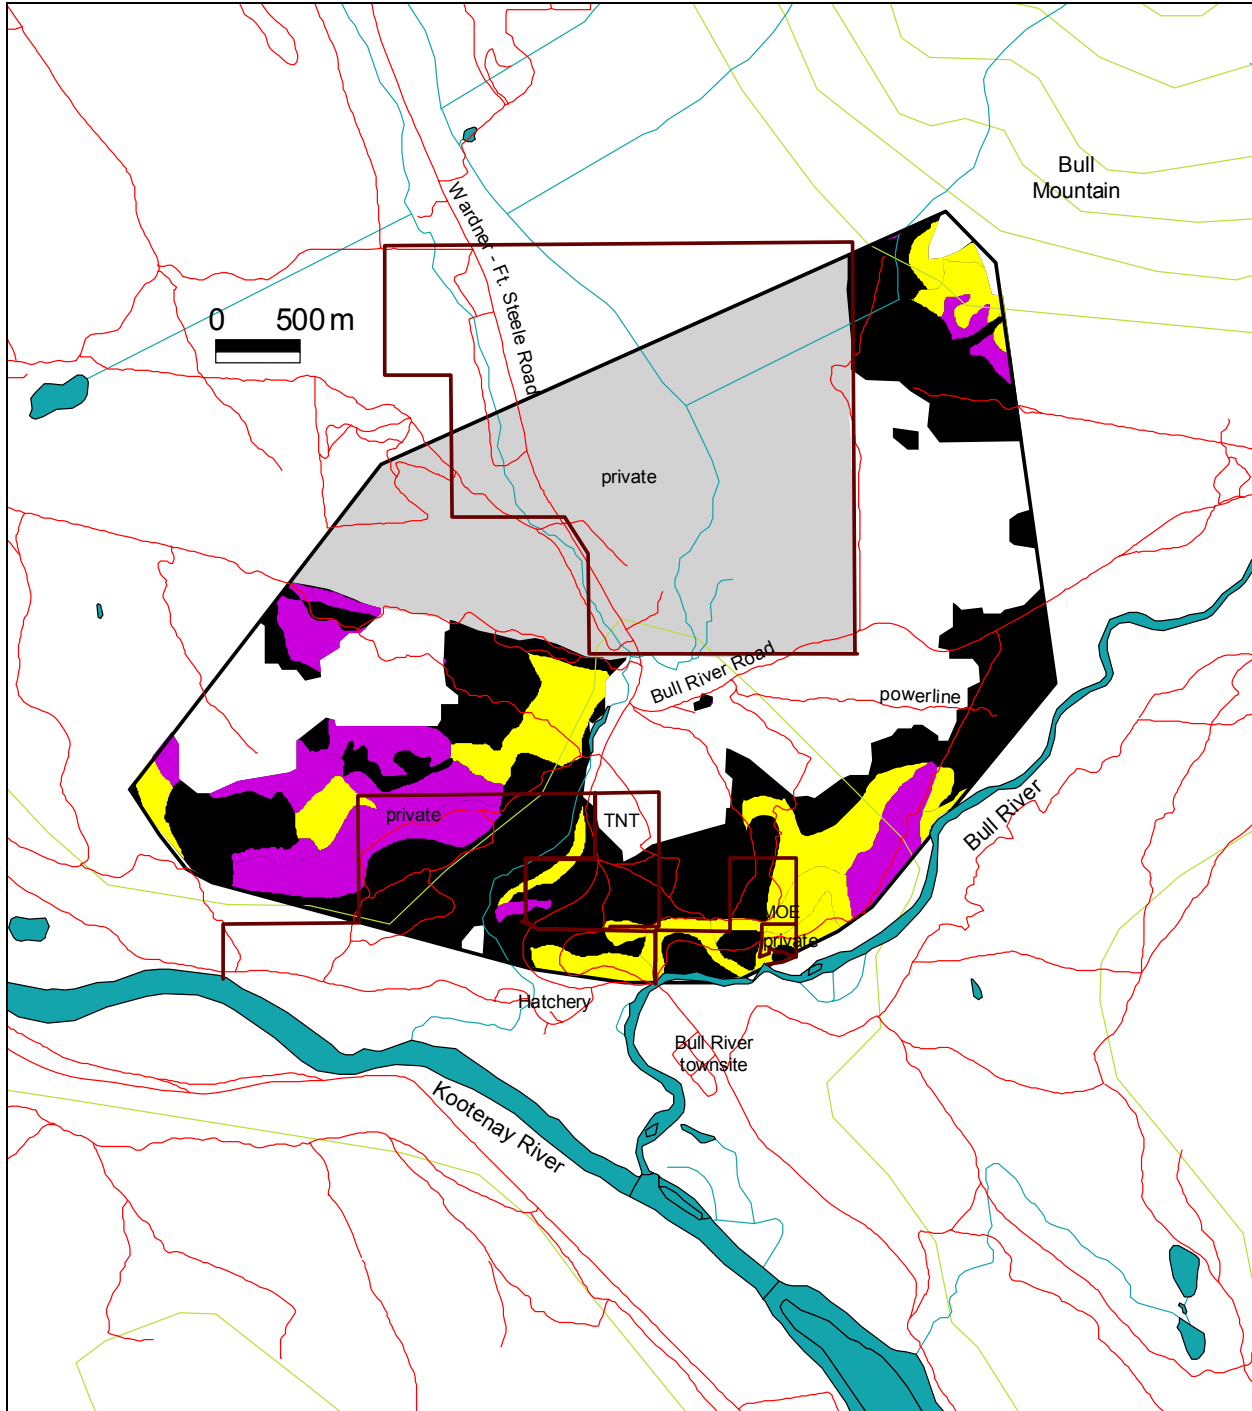 Bull
Mountain
Wardner - Ft. Steele Road
0 500 m
private
Bull River Road
powerline
private
TNT
Bull River
MOE
private
Hatchery
Bull River
townsite
Kootenay River